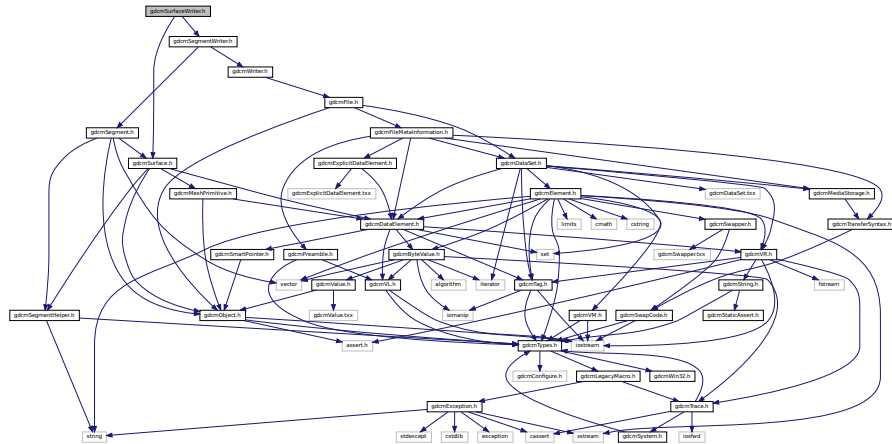 gdcmSurfaceWriter.h
gdcmSegmentWriter.h
gdcmWriter.h
gdcmFile.h
gdcmSegment.h
gdcmFileMetaInformation.h
gdcmSurface.h
gdcmExplicitDataElement.h
gdcmDataSet.h
gdcmMeshPrimitive.h
gdcmExplicitDataElement.txx
gdcmElement.h
gdcmDataSet.txx
gdcmMediaStorage.h
gdcmDataElement.h
limits
cmath
cstring
gdcmSwapper.h
gdcmTransferSyntax.h
gdcmSmartPointer.h
gdcmPreamble.h
gdcmByteValue.h
set
gdcmSwapper.txx
gdcmVR.h
vector
gdcmValue.h
gdcmVL.h
algorithm
iterator
gdcmTag.h
gdcmString.h
fstream
gdcmSegmentHelper.h
gdcmObject.h
gdcmValue.txx
iomanip
gdcmVM.h
gdcmSwapCode.h
gdcmStaticAssert.h
assert.h
gdcmTypes.h
iostream
gdcmConfigure.h
gdcmLegacyMacro.h
gdcmWin32.h
gdcmException.h
gdcmTrace.h
string
stdexcept
cstdlib
exception
cassert
sstream
gdcmSystem.h
iosfwd